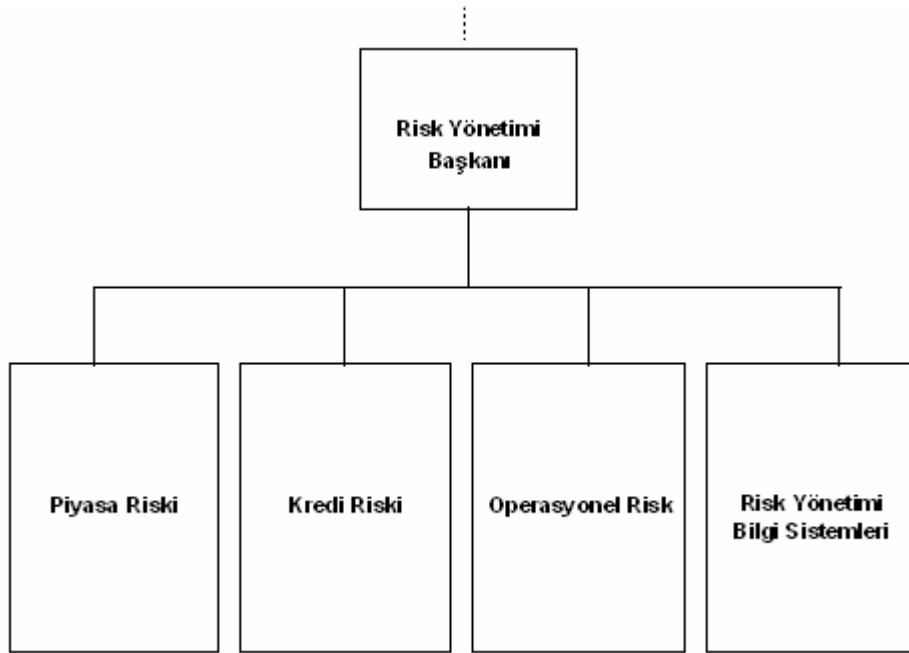 Risk Yönetimi
Başkanı
Piyasa Riski
Kredi Riski
Operasyonel Risk
Risk Yönetimi
Bilgi Sistemleri